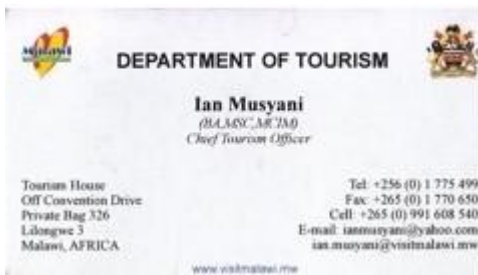 Malawi
DEPARTMENT OF TOURISM
Ian Musyani
(BA,MSC,MCIM)
Chief Tourism Officer
Tourism House
Off Convention Drive
Private Bag 326
Lilongwe 3
Malawi, AFRICA
Tel: +256 (0) 1 775 499
Fax: +265 (0) 1 770 650
Cell: +265 (0) 991 608 540
E-mail: ianmusyani@yahoo.com
ian.musyani@visitmalawi.mw
www.visitmalawi.mw